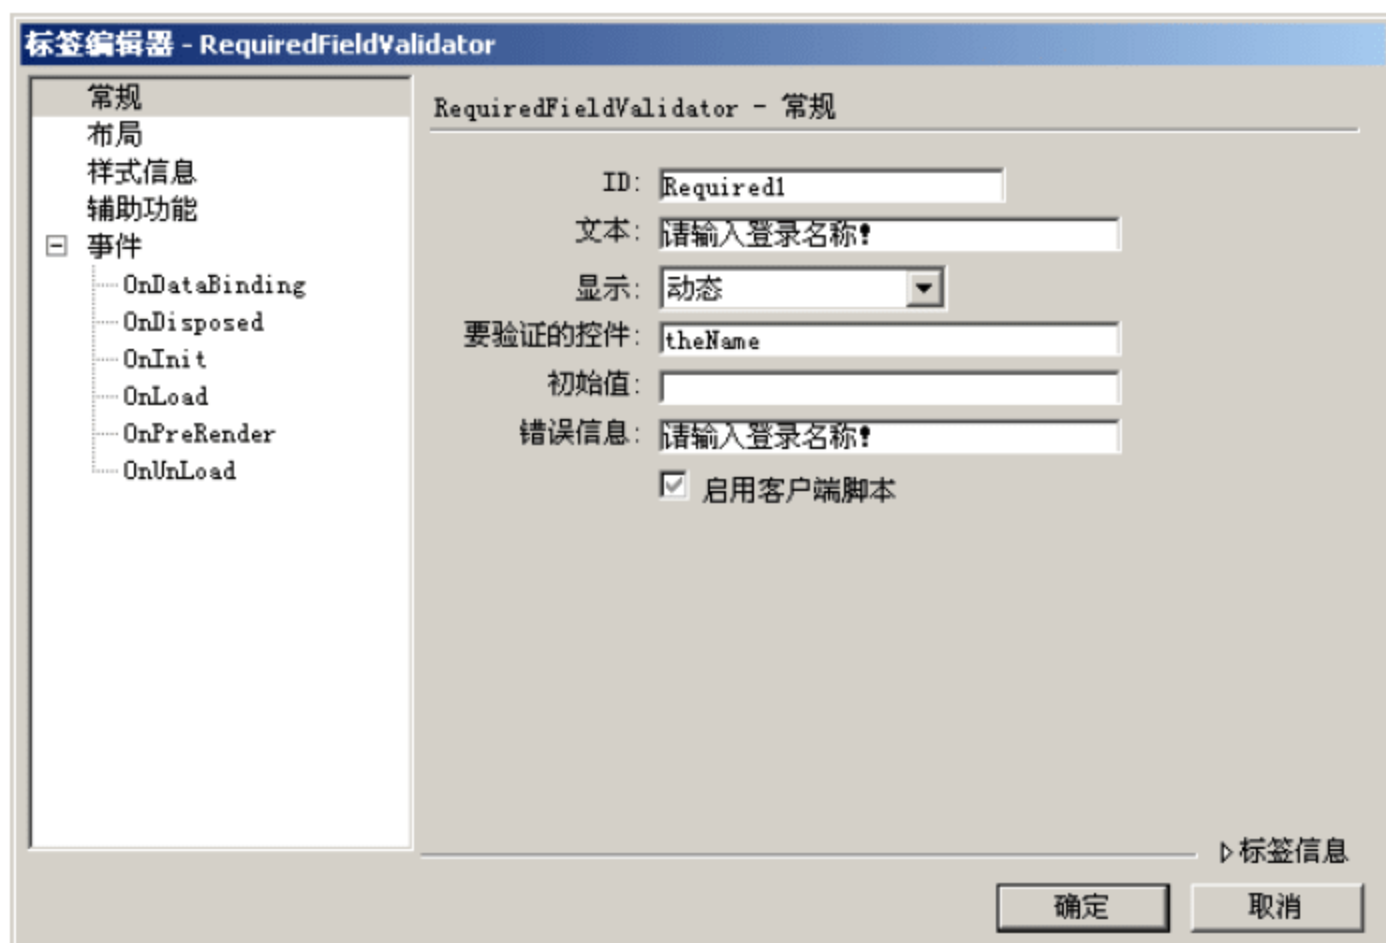 标签编辑器 - RequiredFieldValidator
常规
布局
样式信息
辅助功能
事件
OnDataBinding
OnDisposed
OnInit
OnLoad
OnPreRender
OnUnLoad
RequiredFieldValidator - 常规
ID: Required1
文本: 请输入登录名称!
显示: 动态
要验证的控件: theName
初始值:
错误信息: 请输入登录名称!
启用客户端脚本
标签信息
确定 取消